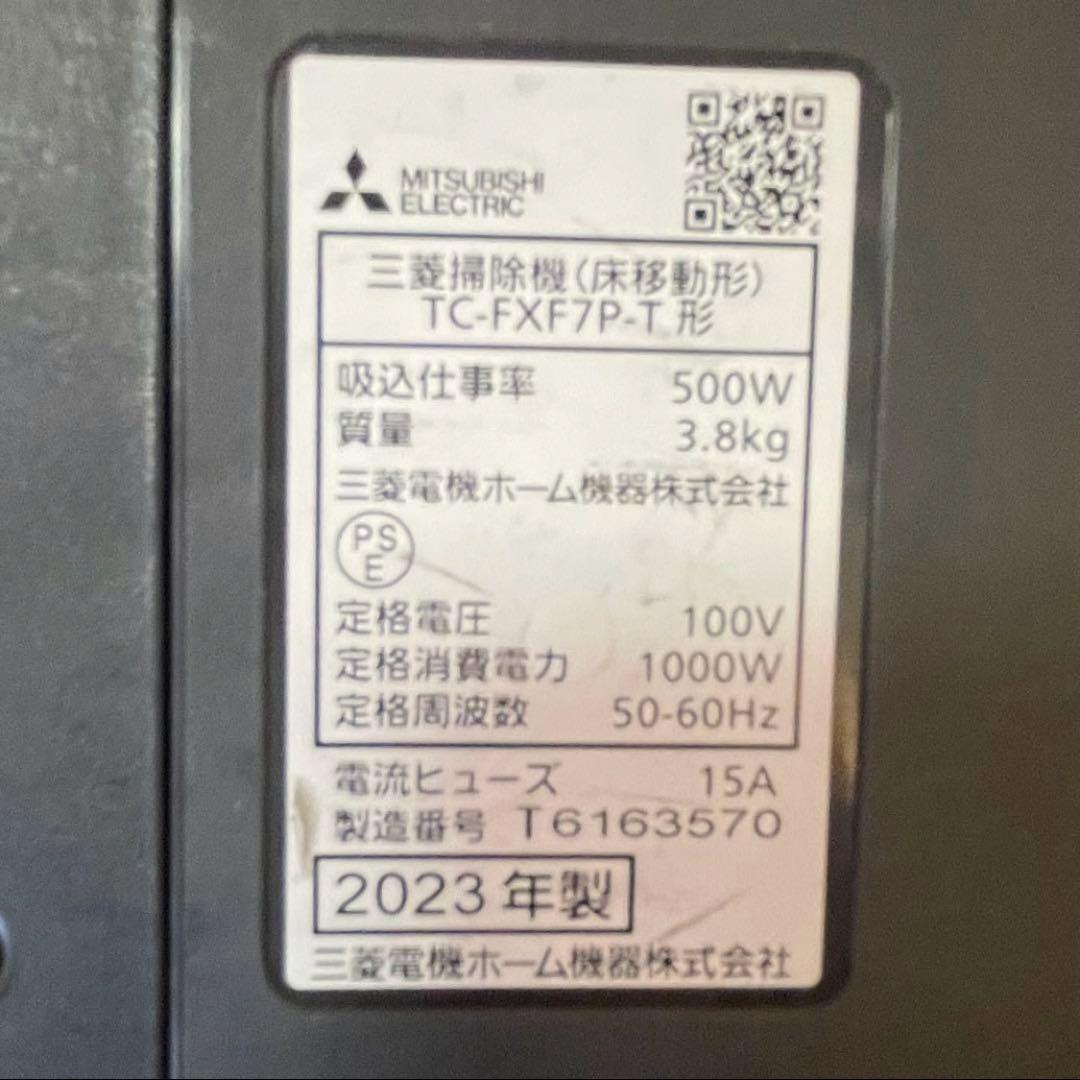 MITSUBISHI
ELECTRIC
三菱掃除機(床移動形)
TC-FXF7P-T 形
吸込仕事率 500W
質量 3.8kg
三菱電機ホーム機器株式会社
PS
E
定格電圧 100V
定格消費電力 1000W
定格周波数 50-60Hz
電流ヒューズ 15A
製造番号 T6163570
2023 年製
三菱電機ホーム機器株式会社